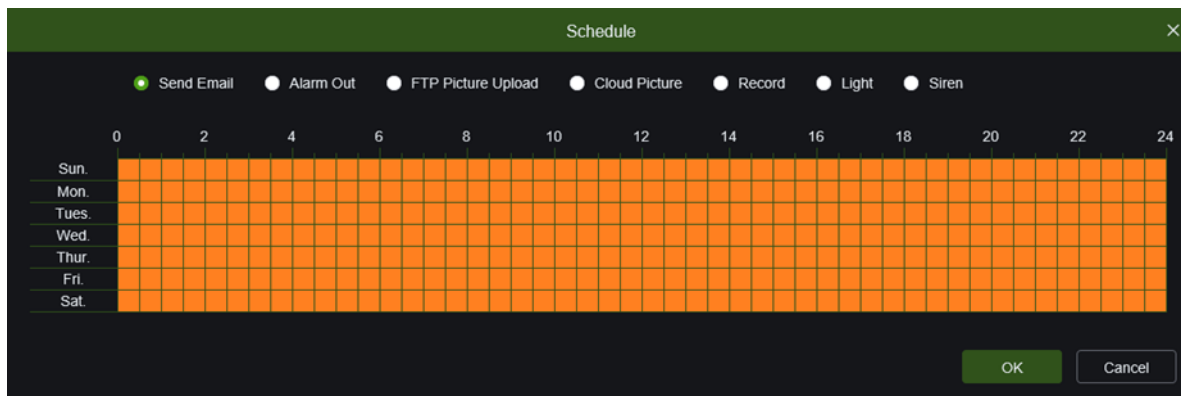 Schedule
Send Email Alarm Out FTP Picture Upload Cloud Picture Record Light Siren
0 2 4 6 8 10 12 14 16 18 20 22 24
Sun.
Mon.
Tues.
Wed.
Thur.
Fri.
Sat.
OK Cancel